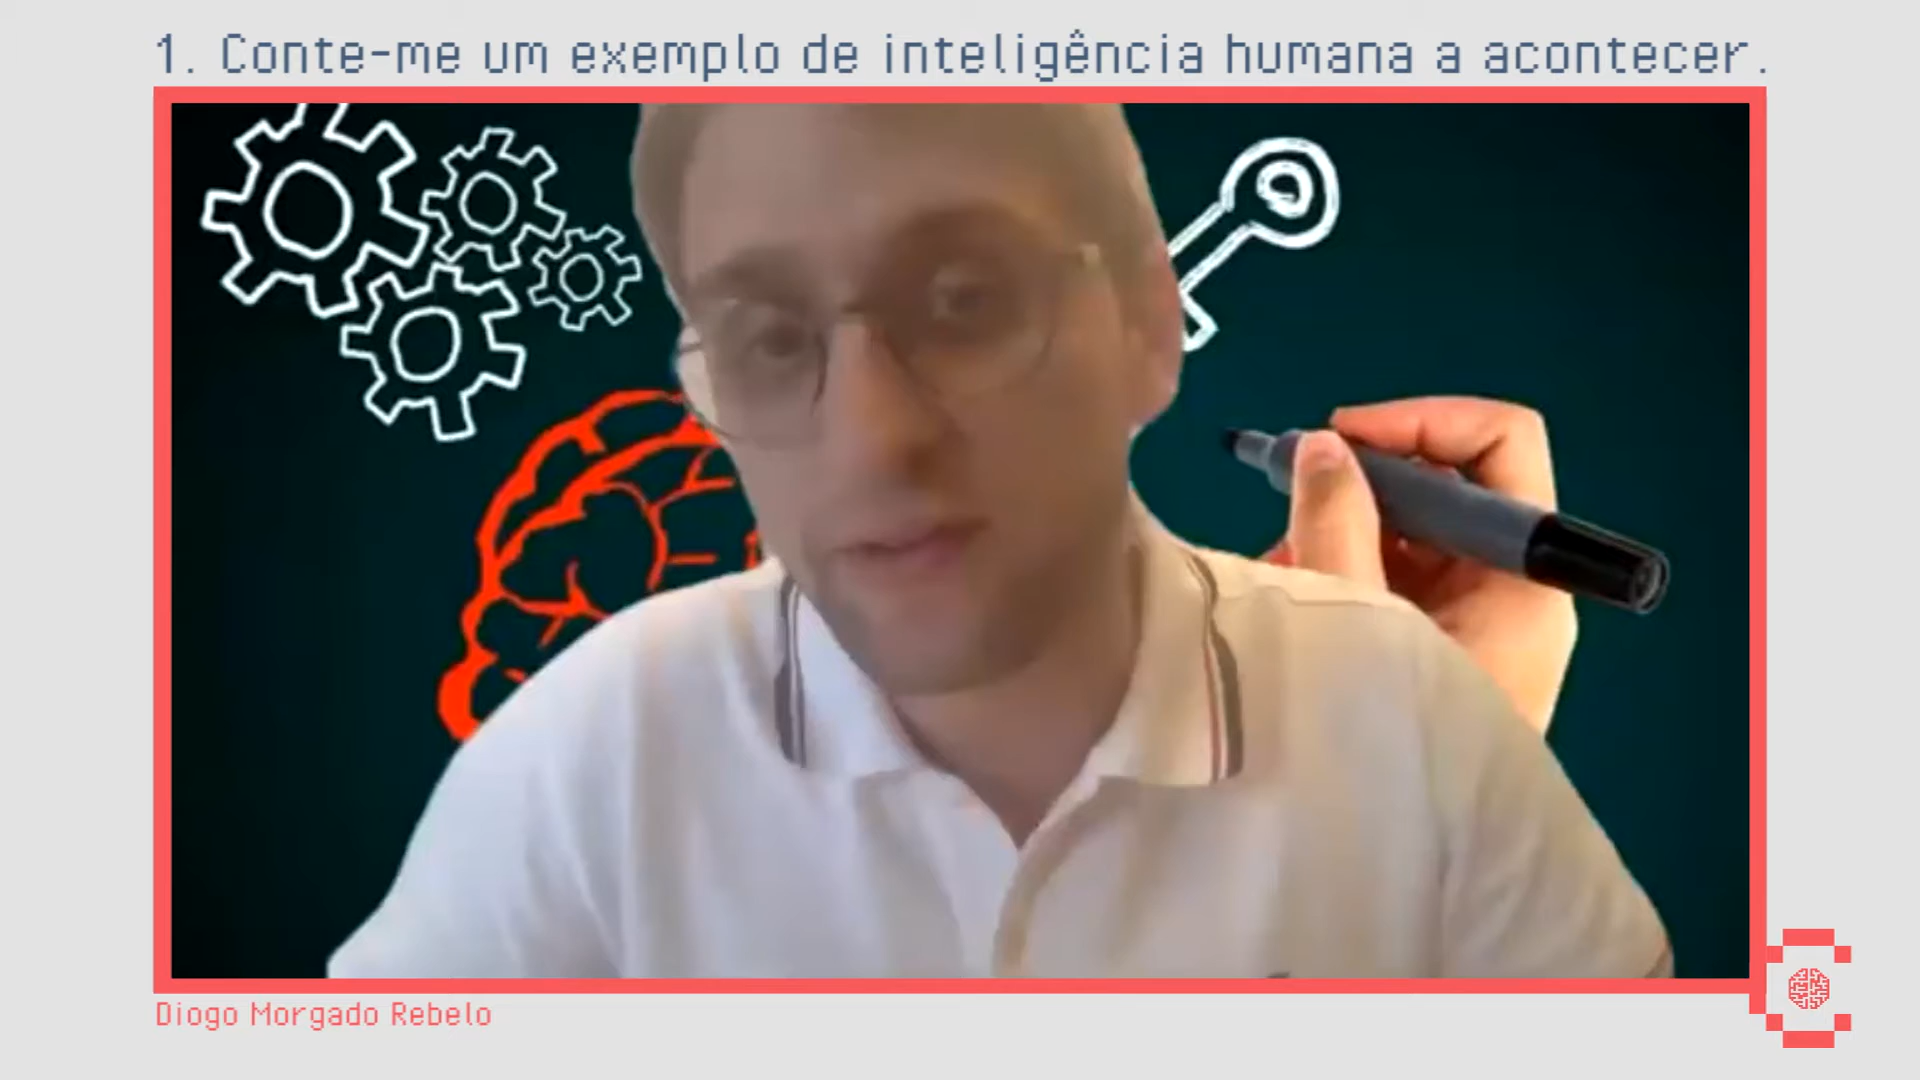 1. Conte-me um exemplo de inteligência humana a acontecer.
Diogo Morgado Rebelo